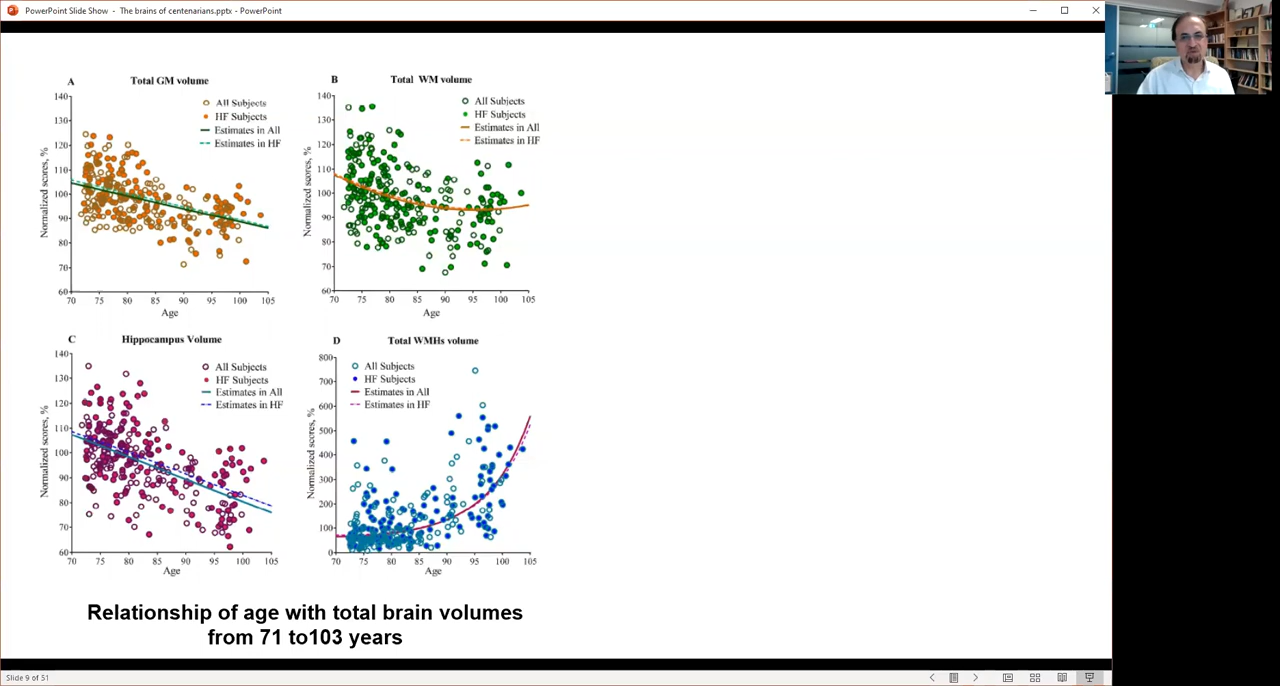 PowerPoint Slide Show - The brains of centenarians.pptx - PowerPoint
A Total GM volume
140
130
120
110
100
90
80
70
60
Normalized scores, %
All Subjects
HF Subjects
Estimates in All
Estimates in HF
70 75 80 85 90 95 100 105
Age
B Total WM volume
140
130
120
110
100
90
80
70
60
Normalized scores, %
All Subjects
HF Subjects
Estimates in All
Estimates in HF
70 75 80 85 90 95 100 105
Age
C Hippocampus Volume
140
130
120
110
100
90
80
70
60
Normalized scores, %
All Subjects
HF Subjects
Estimates in All
Estimates in HF
70 75 80 85 90 95 100 105
Age
D Total WMHs volume
800
700
600
500
400
300
200
100
0
Normalized scores, %
All Subjects
HF Subjects
Estimates in All
Estimates in HF
70 75 80 85 90 95 100 105
Age
Relationship of age with total brain volumes
from 71 to103 years
Slide 9 of 51